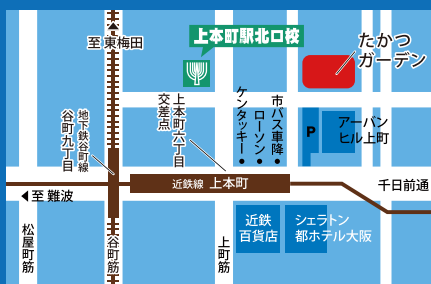 至 東梅田
上本町駅北口校
たかつ
ガーデン
地下鉄谷町線
谷町九丁目
上本町六丁目
交差点
ケンタッキー
ローソン
市バス車降
P
アーバン
ヒル上町
近鉄線 上本町
千日前通
至 難波
松屋町筋
谷町筋
上町筋
近鉄
百貨店
シェラトン
都ホテル大阪